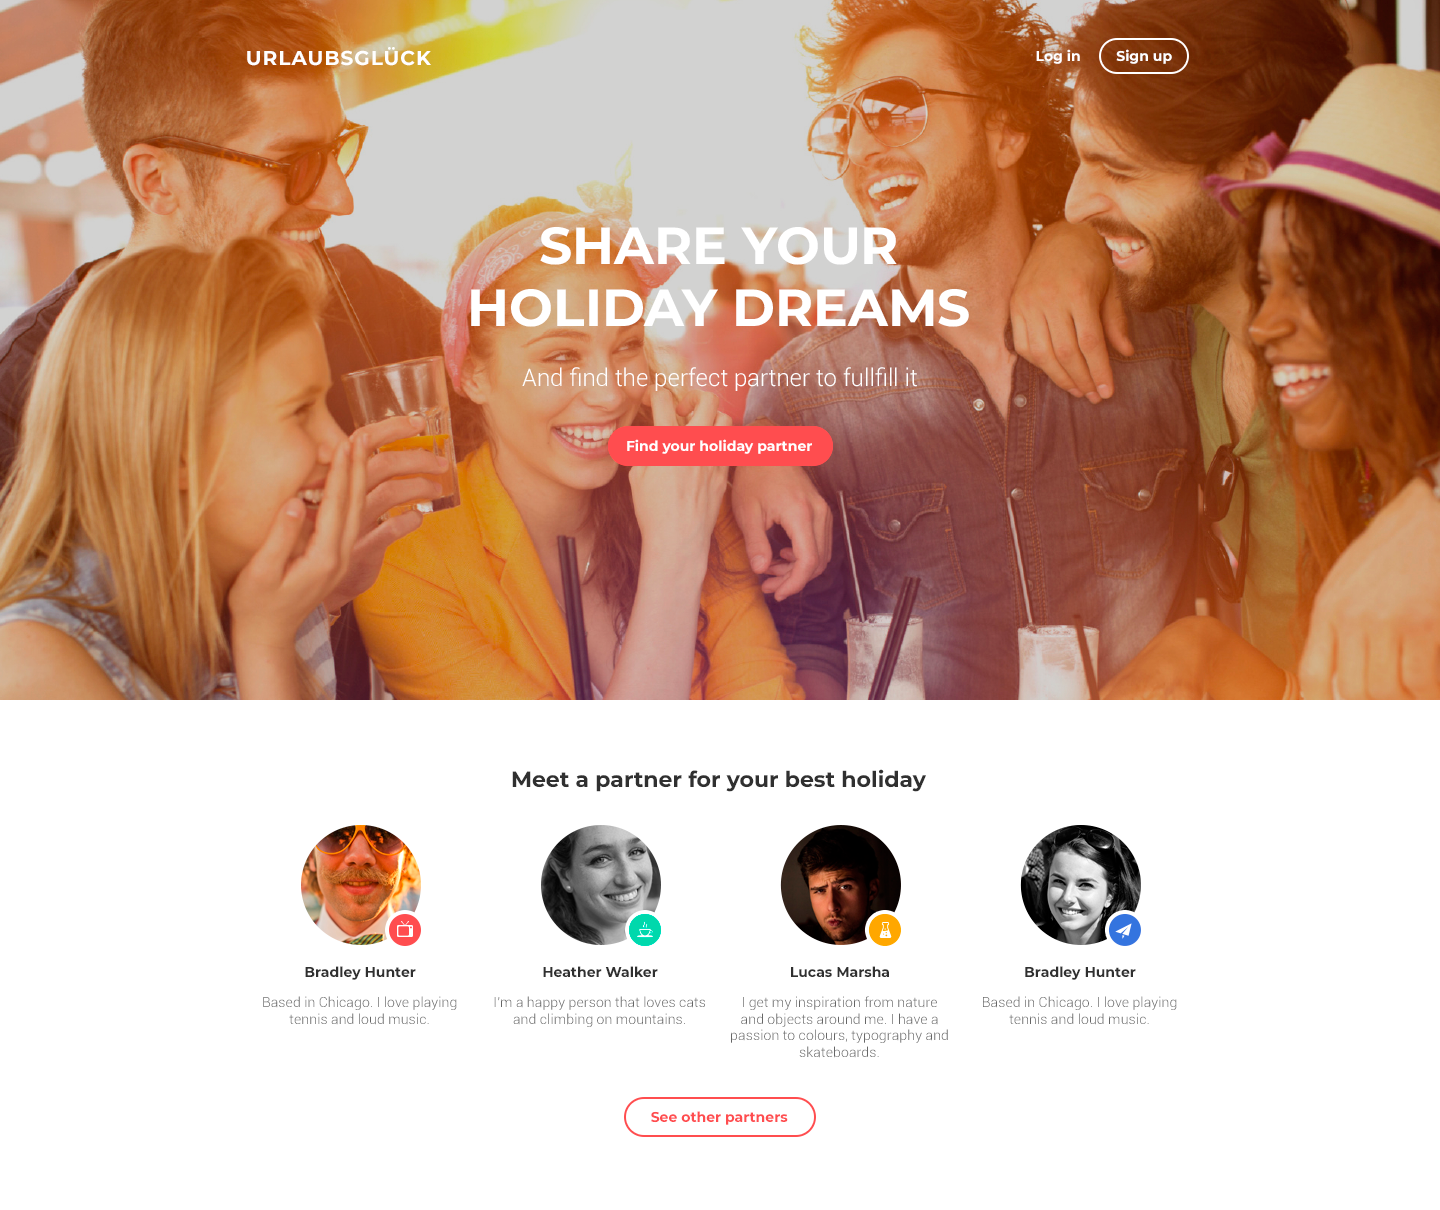 URLAUBSGLÜCK
Log in
Sign up
SHARE YOUR
HOLIDAY DREAMS
And find the perfect partner to fullfill it
Find your holiday partner
Meet a partner for your best holiday
Bradley Hunter
Based in Chicago. I love playing
tennis and loud music.
Heather Walker
I'm a happy person that loves cats
and climbing on mountains.
Lucas Marsha
I get my inspiration from nature
and objects around me. I have a
passion to colours, typography and
skateboards.
Bradley Hunter
Based in Chicago. I love playing
tennis and loud music.
See other partners